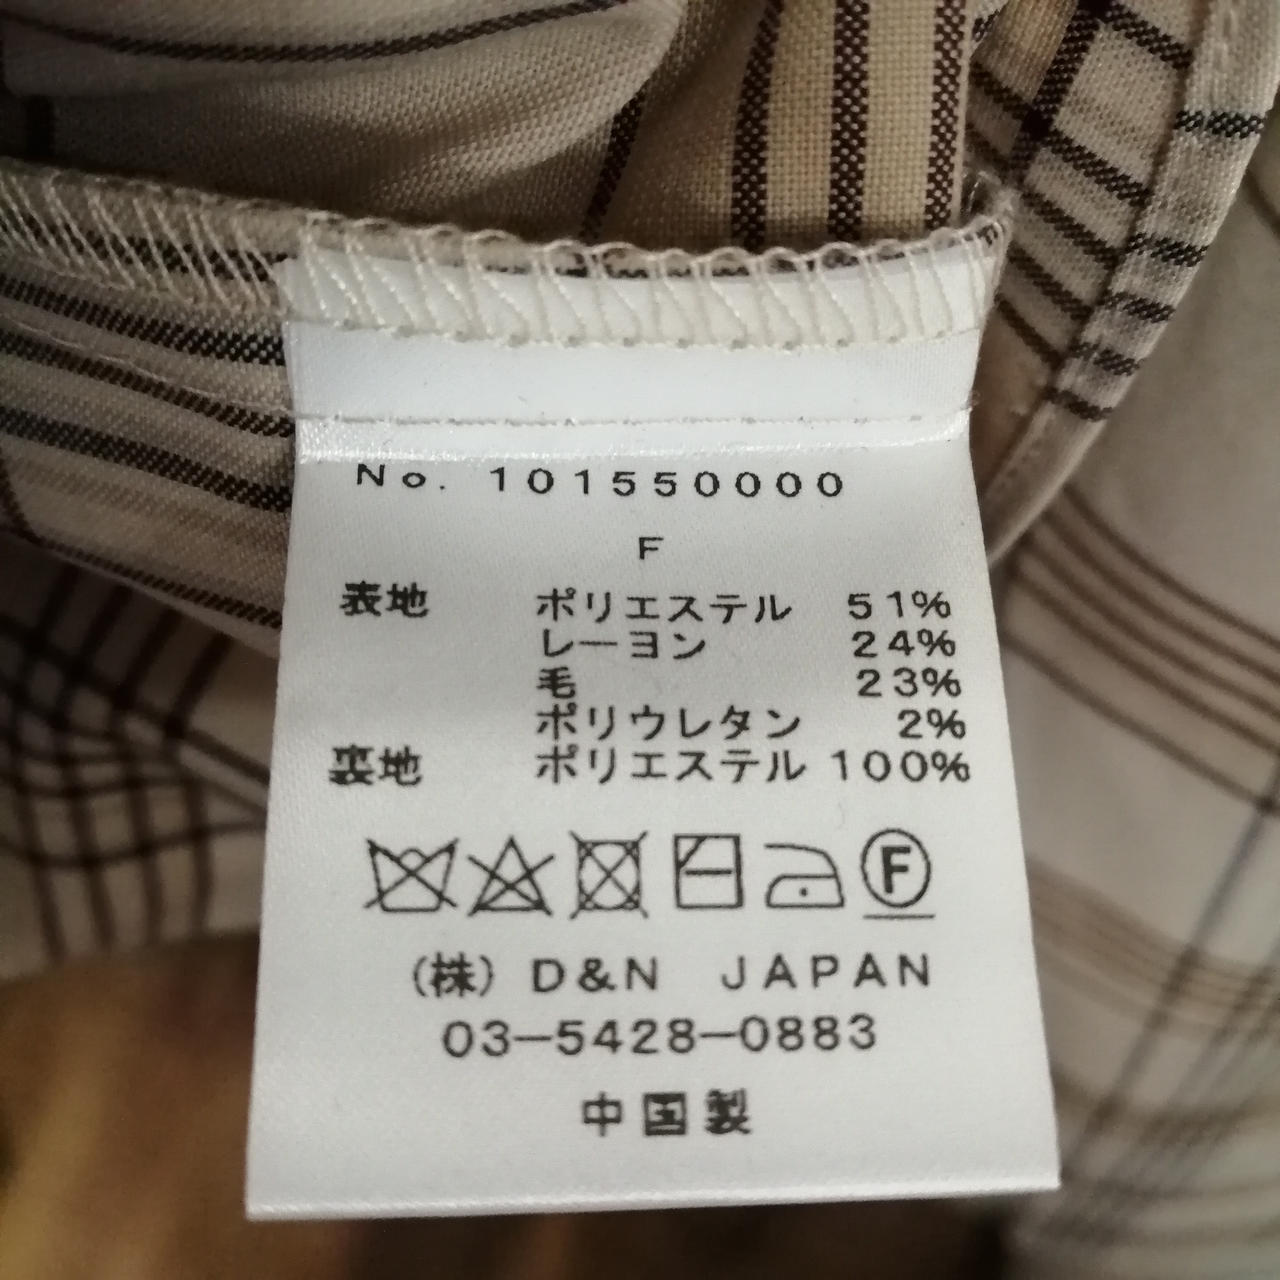 No. 101550000
F
表地 ポリエステル 51%
レーヨン 24%
毛 23%
ポリウレタン 2%
裏地 ポリエステル 100%
F
(株) D&N JAPAN
03-5428-0883
中国製